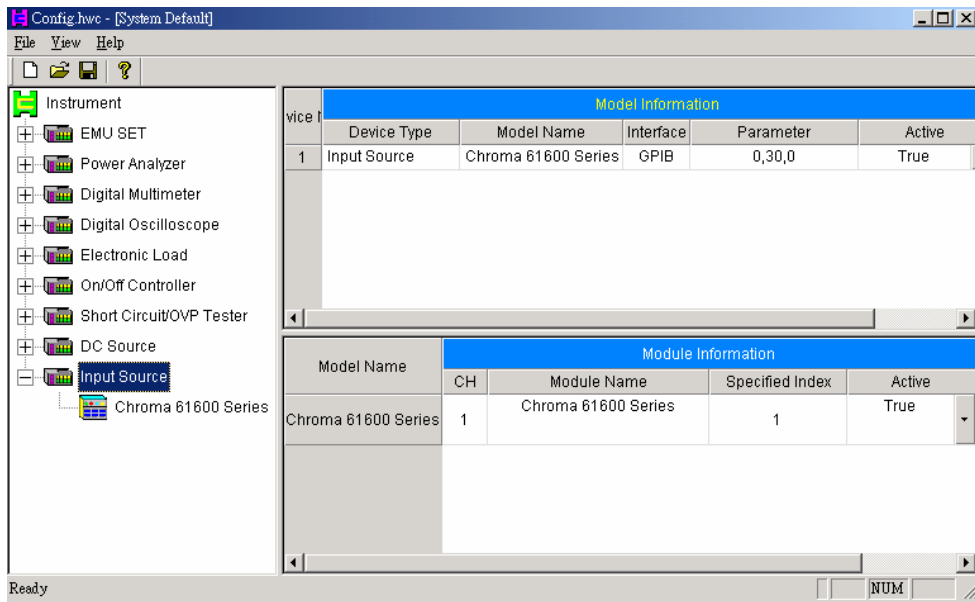 Config.hwc - [System Default]
File View Help
Instrument
EMU SET
Power Analyzer
Digital Multimeter
Digital Oscilloscope
Electronic Load
On/Off Controller
Short Circuit/OVP Tester
DC Source
Input Source
Chroma 61600 Series
vice Model Information
Device Type Model Name Interface Parameter Active
1 Input Source Chroma 61600 Series GPIB 0,30,0 True
Model Name Module Information
CH Module Name Specified Index Active
Chroma 61600 Series 1 Chroma 61600 Series 1 True
Ready NUM